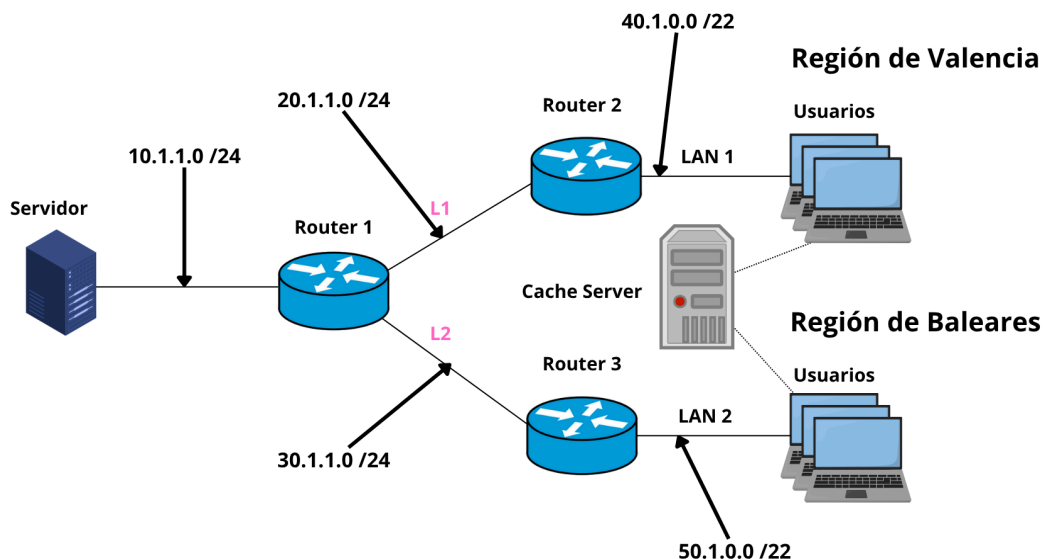 40.1.0.0 /22
Región de Valencia
20.1.1.0 /24
Router 2
Usuarios
10.1.1.0 /24
LAN 1
Servidor
L1
Router 1
Cache Server
Región de Baleares
L2
Router 3
Usuarios
LAN 2
30.1.1.0 /24
50.1.0.0 /22